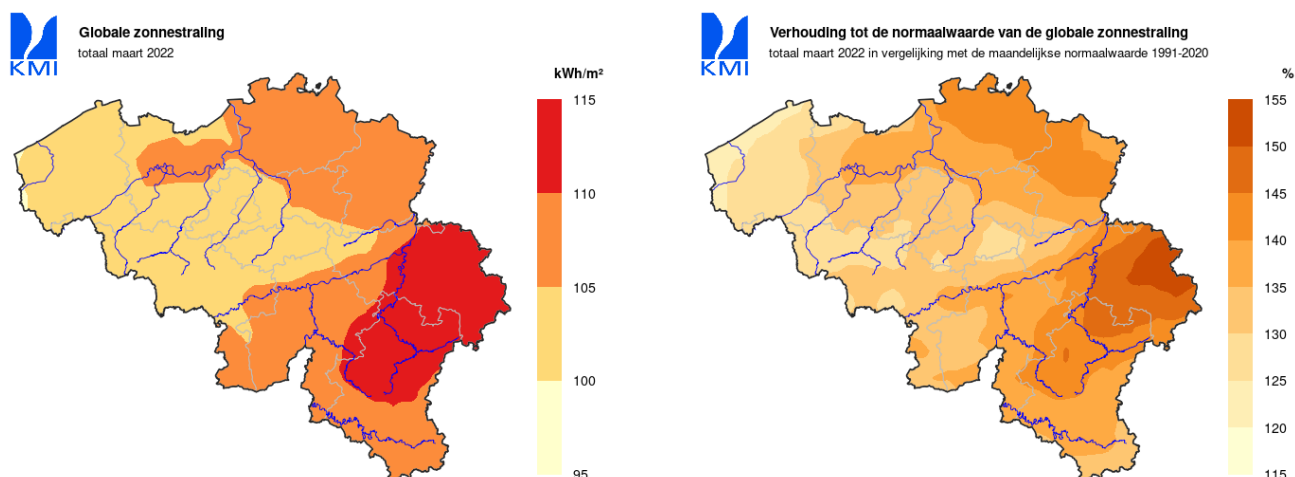 KMI
Globale zonnestraling
totaal maart 2022
kWh/m²
115
110
105
100
95
KMI
Verhouding tot de normaalwaarde van de globale zonnestraling
totaal maart 2022 in vergelijking met de maandelijkse normaalwaarde 1991-2020
%
155
150
145
140
135
130
125
120
115